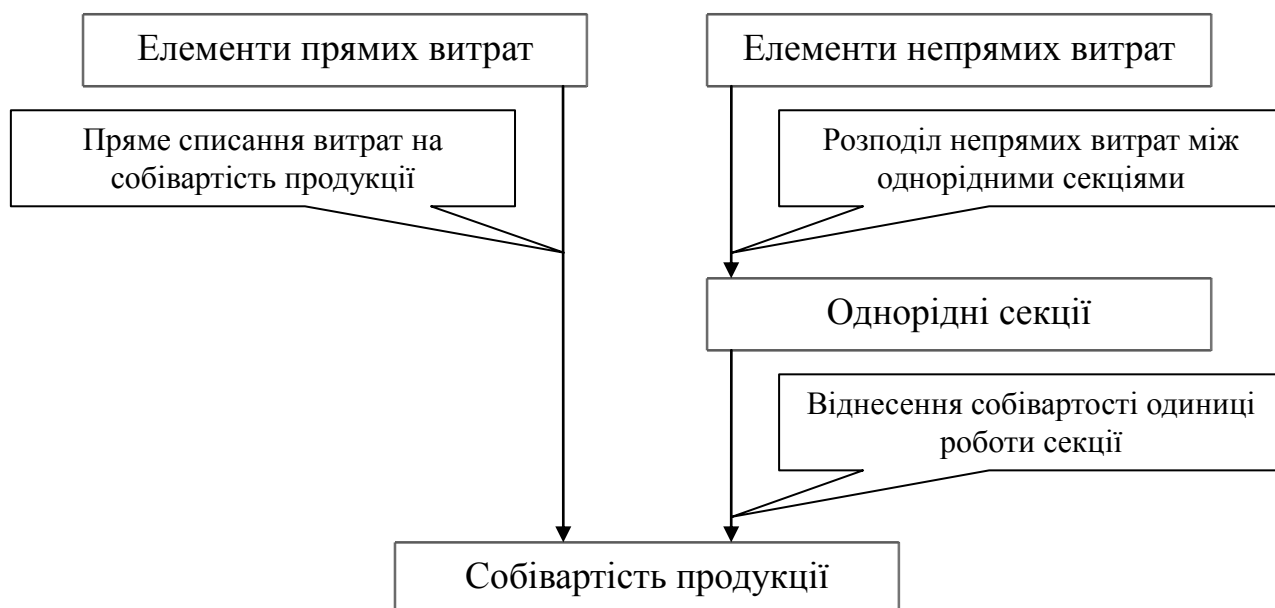 Елементи прямих витрат
Елементи непрямих витрат
Пряме списання витрат на
собівартість продукції
Розподіл непрямих витрат між
однорідними секціями
Однорідні секції
Віднесення собівартості одиниці
роботи секції
Собівартість продукції